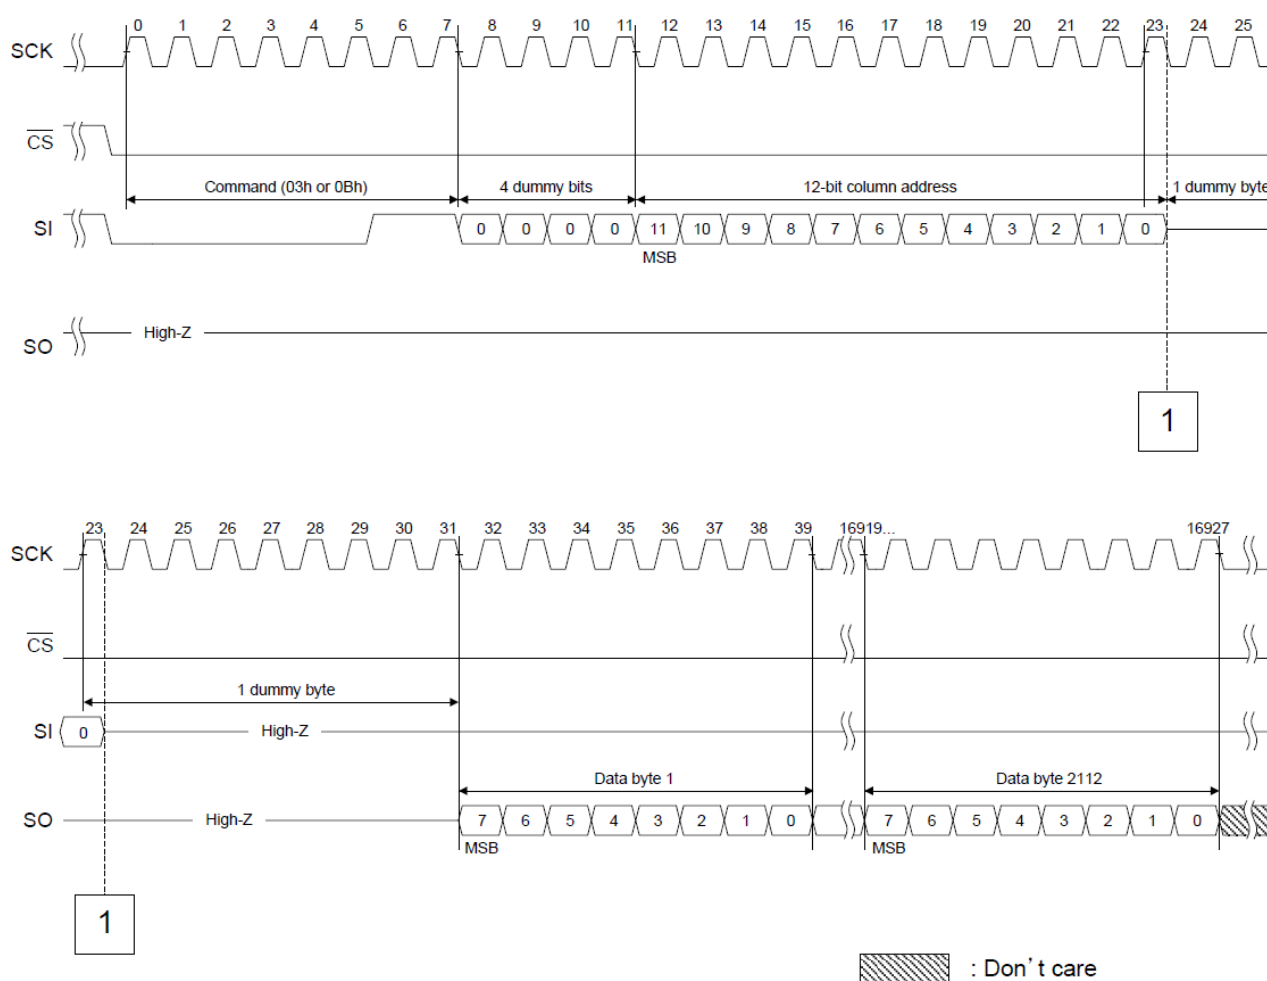 0 1 2 3 4 5 6 7 8 9 10 11 12 13 14 15 16 17 18 19 20 21 22 23 24 25
SCK
CS
Command (03h or 0Bh) 4 dummy bits 12-bit column address 1 dummy byte
SI 0 0 0 0 11 10 9 8 7 6 5 4 3 2 1 0
MSB
SO High-Z
1
23 24 25 26 27 28 29 30 31 32 33 34 35 36 37 38 39 16919... 16927
SCK
CS
1 dummy byte
SI 0 High-Z
Data byte 1 Data byte 2112
SO High-Z 7 6 5 4 3 2 1 0 7 6 5 4 3 2 1 0
MSB MSB
1
: Don't care